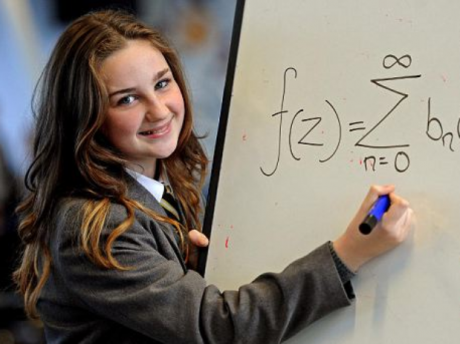 f(z) = ∞∑n=0 bn(